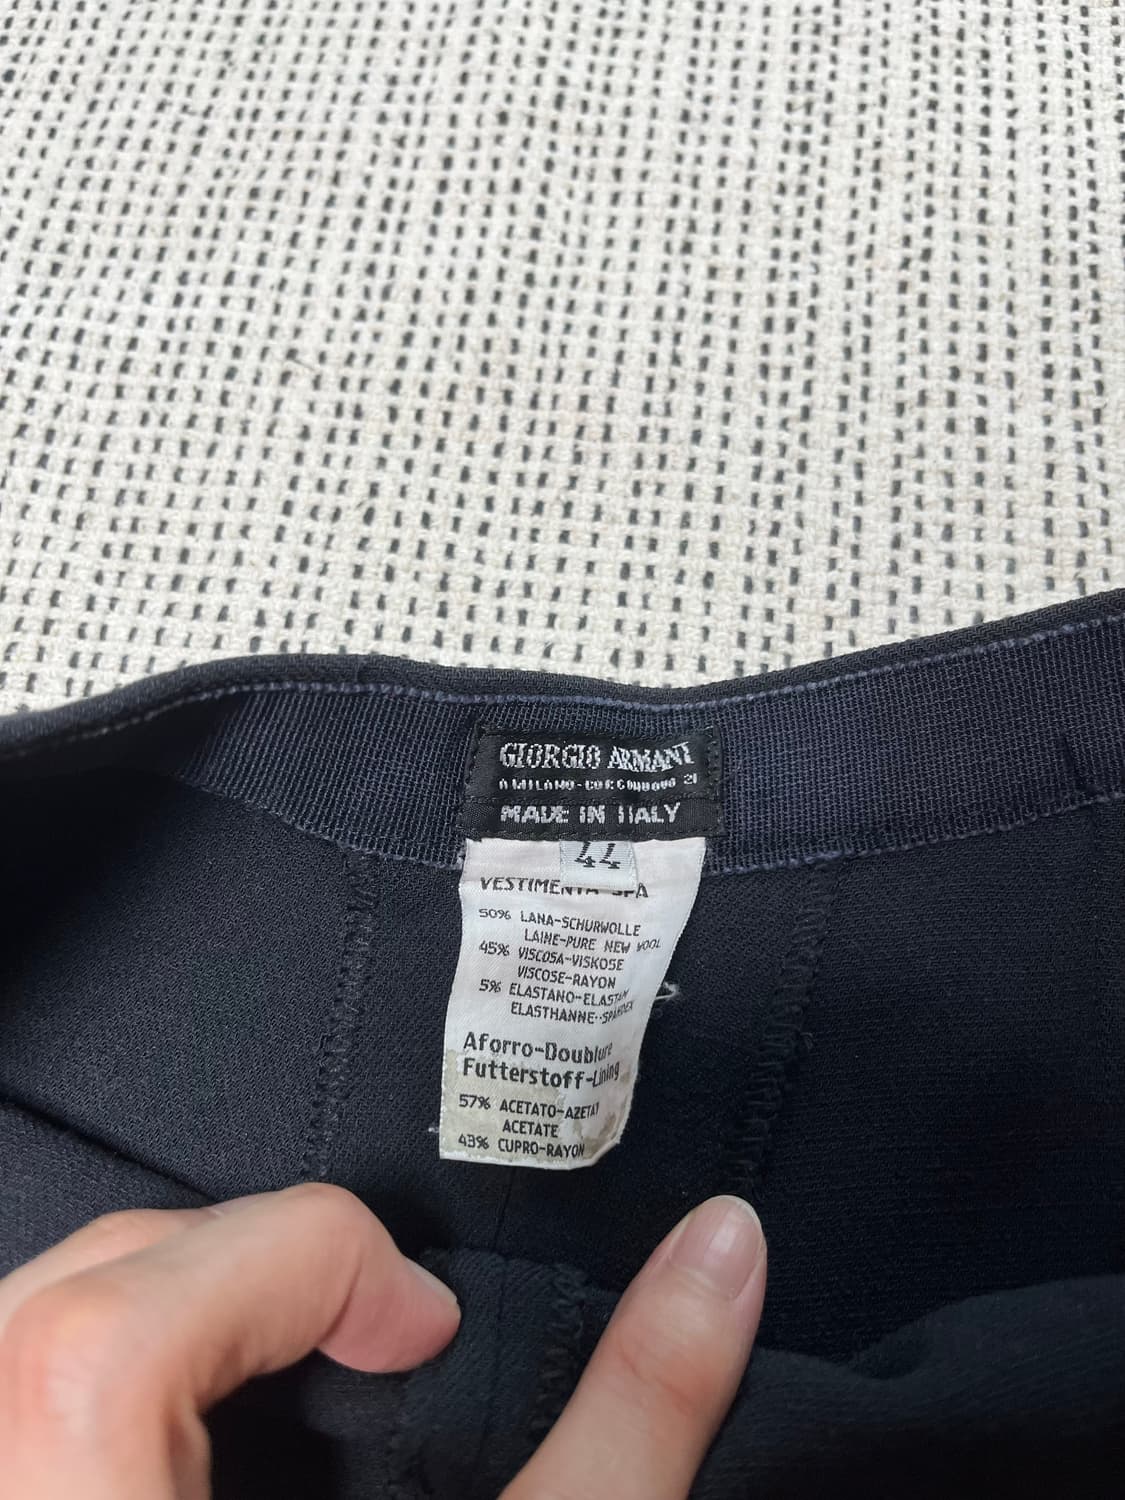 GIORGIO ARMANI
A MILANO-BORGONUOVO 21
MADE IN ITALY
44
VESTIMENTA SPA
50% LANA-SCHURWOLLE
LAINE-PURE NEW WOOL
45% VISCOSA-VISKOSE
VISCOSE-RAYON
5% ELASTANO-ELASTAN
ELASTHANNE-SPANDEX
Aforro-Doublure
Futterstoff-Lining
57% ACETATO-AZETAT
ACETATE
43% CUPRO-RAYON